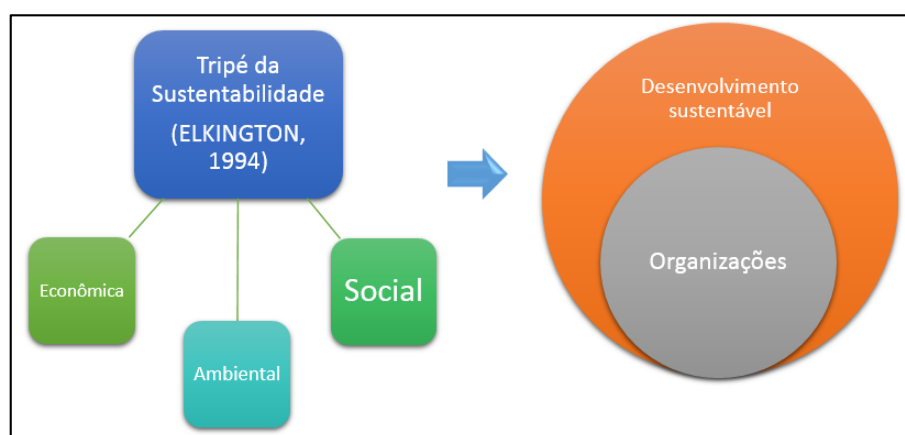 Tripé da
Sustentabilidade
(ELKINGTON,
1994)
Econômica
Ambiental
Social
Desenvolvimento
sustentável
Organizações